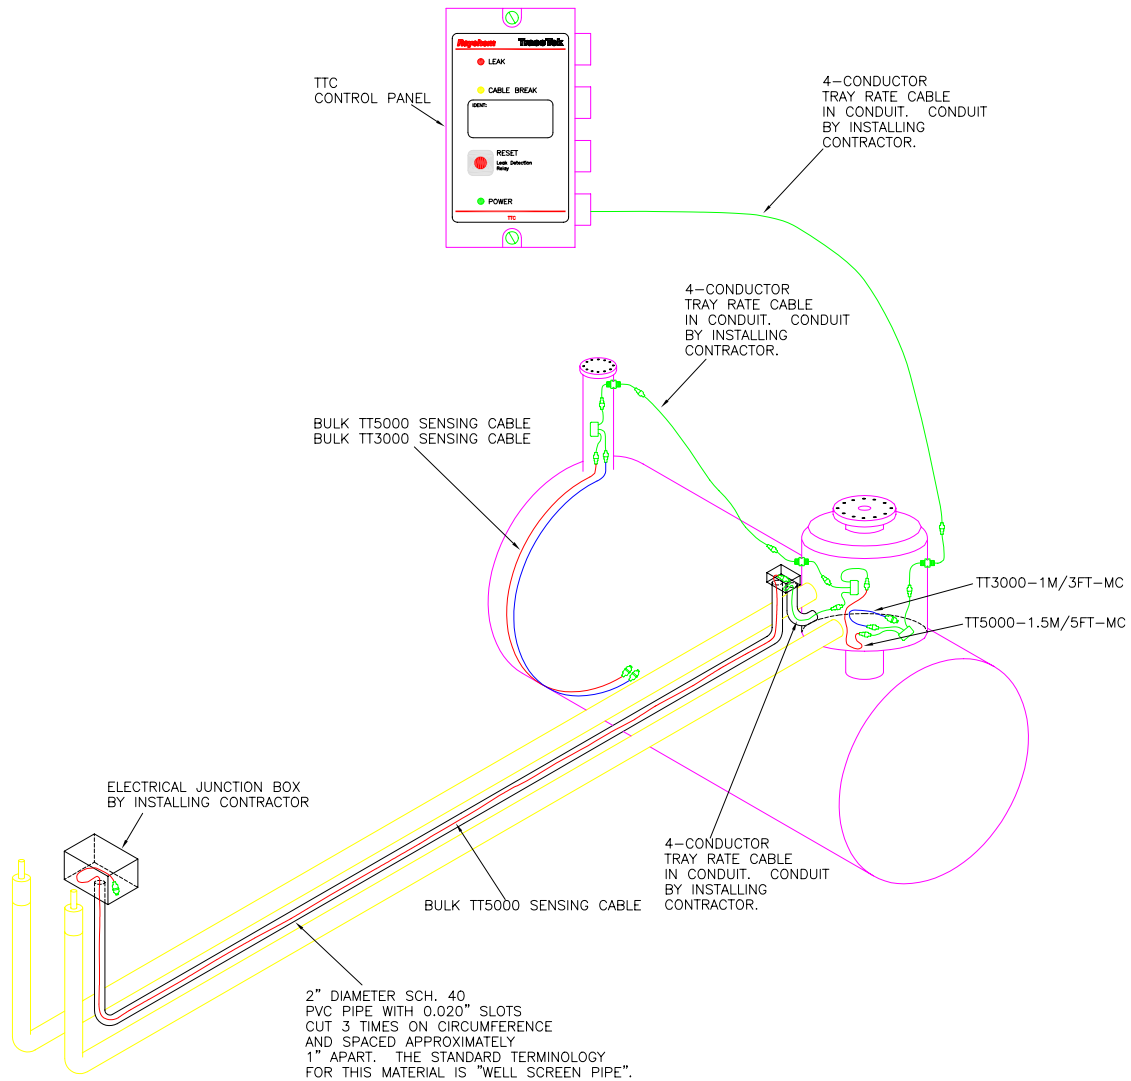 Raychem TraceTek
LEAK
CABLE BREAK
IDENT:
RESET
Leak Detection
Relay
POWER
TTC
TTC
CONTROL PANEL
4-CONDUCTOR
TRAY RATE CABLE
IN CONDUIT. CONDUIT
BY INSTALLING
CONTRACTOR.
4-CONDUCTOR
TRAY RATE CABLE
IN CONDUIT. CONDUIT
BY INSTALLING
CONTRACTOR.
BULK TT5000 SENSING CABLE
BULK TT3000 SENSING CABLE
TT3000-1M/3FT-MC
TT5000-1.5M/5FT-MC
ELECTRICAL JUNCTION BOX
BY INSTALLING CONTRACTOR
4-CONDUCTOR
TRAY RATE CABLE
IN CONDUIT. CONDUIT
BY INSTALLING
CONTRACTOR.
BULK TT5000 SENSING CABLE
2" DIAMETER SCH. 40
PVC PIPE WITH 0.020" SLOTS
CUT 3 TIMES ON CIRCUMFERENCE
AND SPACED APPROXIMATELY
1" APART. THE STANDARD TERMINOLOGY
FOR THIS MATERIAL IS "WELL SCREEN PIPE".